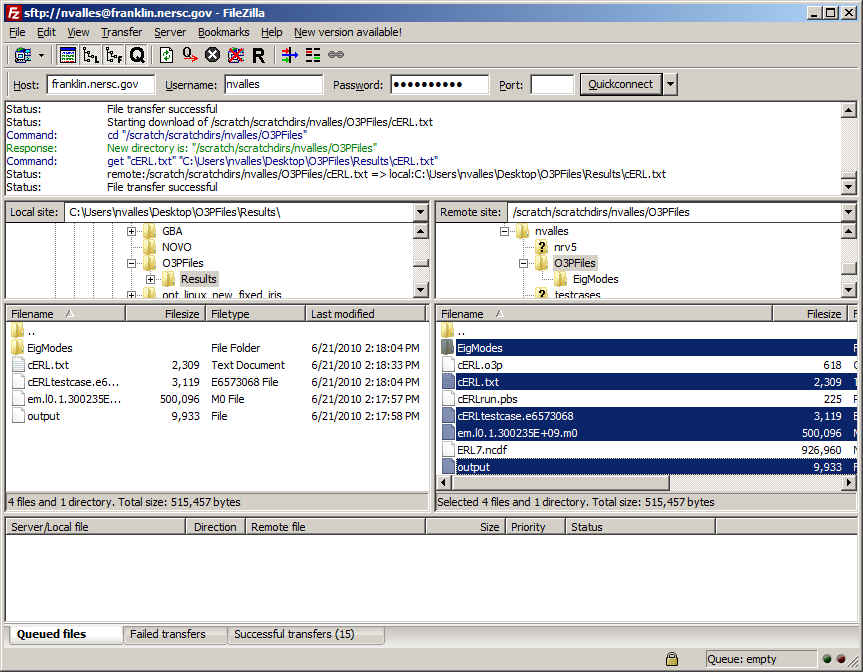 sftp://nvalles@franklin.nersc.gov - FileZilla
File Edit View Transfer Server Bookmarks Help New version available!
Host: franklin.nersc.gov Username: nvalles Password: ●●●●●●●●●● Port: Quickconnect
Status: File transfer successful
Status: Starting download of /scratch/scratchdirs/nvalles/O3PFiles/cERL.txt
Command: cd "/scratch/scratchdirs/nvalles/O3PFiles"
Response: New directory is: "/scratch/scratchdirs/nvalles/O3PFiles"
Command: get "cERL.txt" "C:\Users\nvalles\Desktop\O3PFiles\Results\cERL.txt"
Status: remote:/scratch/scratchdirs/nvalles/O3PFiles/cERL.txt => local:C:\Users\nvalles\Desktop\O3PFiles\Results\cERL.txt
Status: File transfer successful
Local site: C:\Users\nvalles\Desktop\O3PFiles\Results\
GBA
NOVO
O3PFiles
Results
opt_linux_new_fixed_iris
Remote site: /scratch/scratchdirs/nvalles/O3PFiles
nvalles
? nrv5
O3PFiles
EigModes
? testcases
Filename Filesize Filetype Last modified
..
EigModes File Folder 6/21/2010 2:18:04 PM
cERL.txt 2,309 Text Document 6/21/2010 2:18:33 PM
cERLtestcase.e6... 3,119 E6573068 File 6/21/2010 2:18:04 PM
em.l0.1.300235E... 500,096 M0 File 6/21/2010 2:17:57 PM
output 9,933 File 6/21/2010 2:17:58 PM
4 files and 1 directory. Total size: 515,457 bytes
Filename Filesize F
..
EigModes F
cERL.o3p 618
cERL.txt 2,309 T
cERLrun.pbs 225 F
cERLtestcase.e6573068 3,119 E
em.l0.1.300235E+09.m0 500,096 M
ERL7.ncdf 926,960 N
output 9,933 F
Selected 4 files and 1 directory. Total size: 515,457 bytes
Server/Local file Direction Remote file Size Priority Status
Queued files Failed transfers Successful transfers (15)
Queue: empty